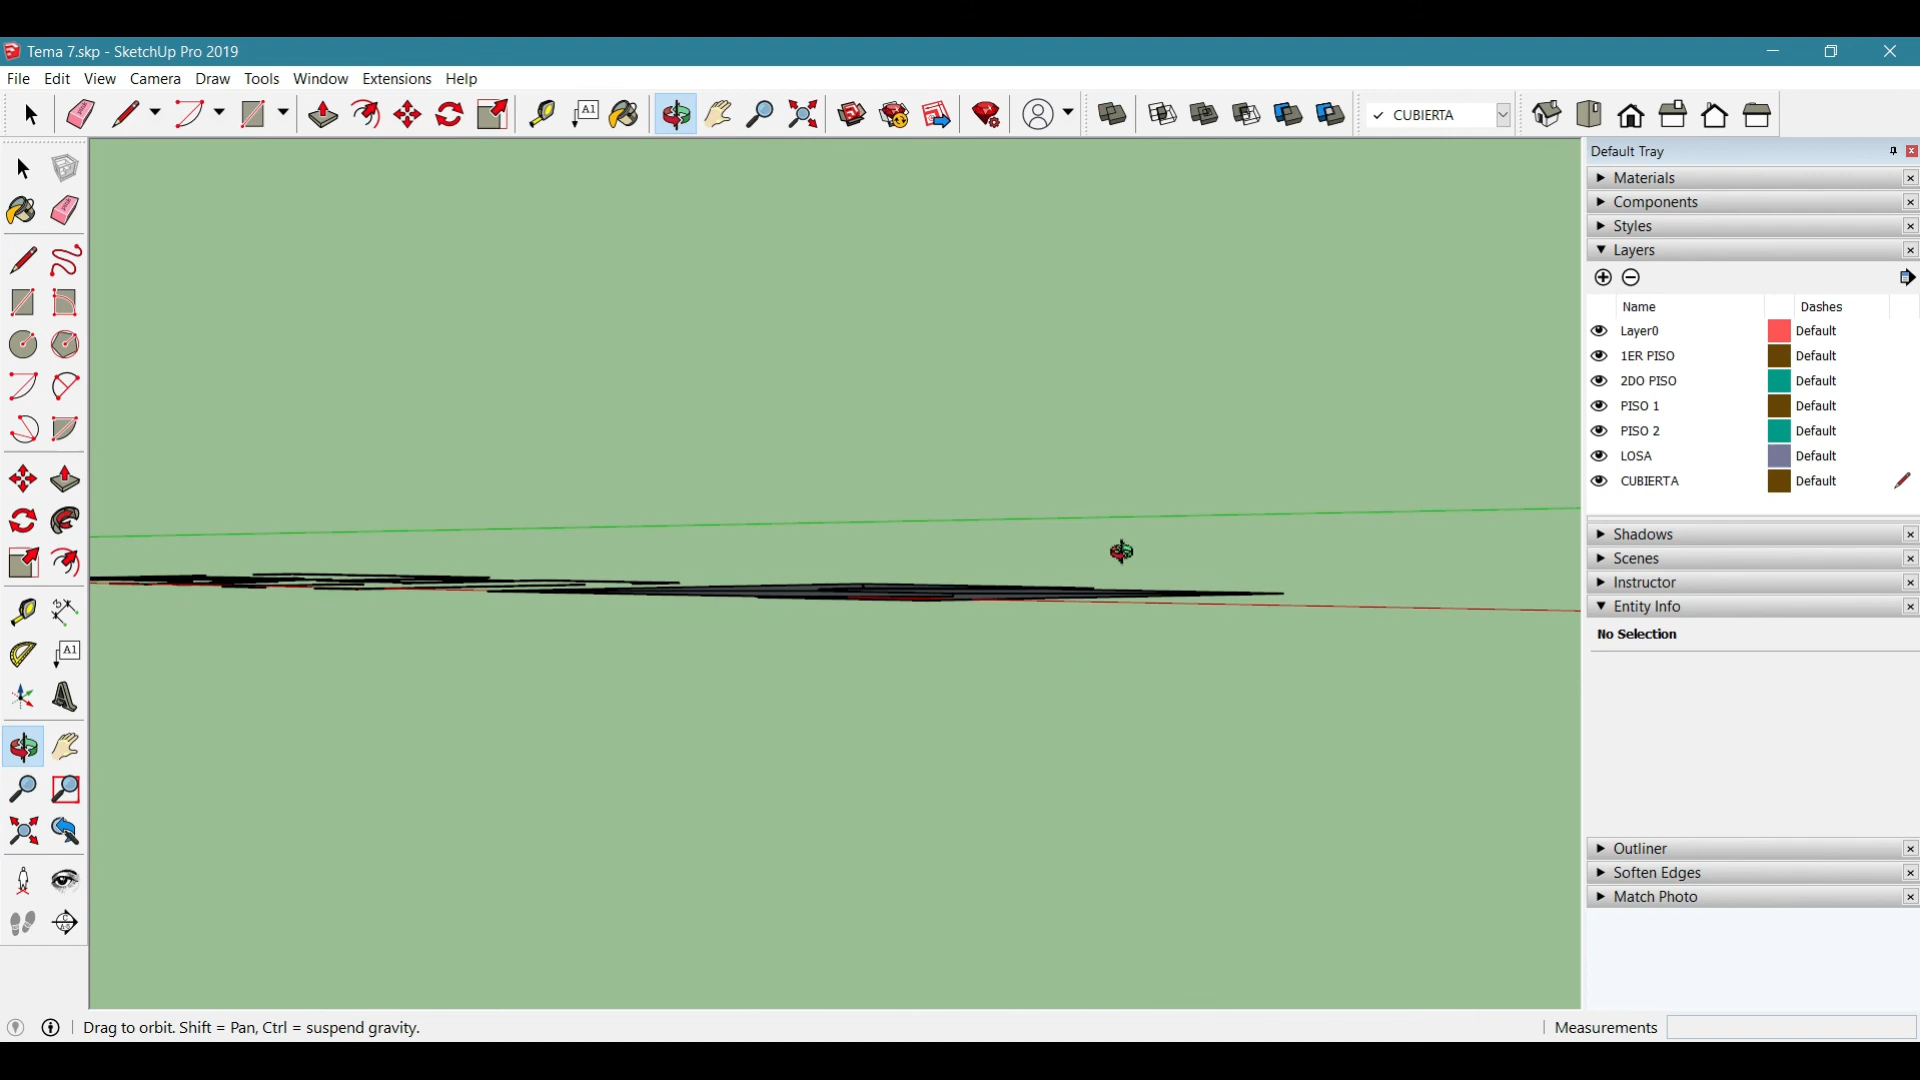 Tema 7.skp - SketchUp Pro 2019
File Edit View Camera Draw Tools Window Extensions Help
A1
CUBIERTA
Default Tray
Materials
Components
Styles
Layers
Name Dashes
Layer0 Default
1ER PISO Default
2DO PISO Default
PISO 1 Default
PISO 2 Default
LOSA Default
CUBIERTA Default
Shadows
Scenes
Instructor
Entity Info
No Selection
A1
Outliner
Soften Edges
Match Photo
Drag to orbit. Shift = Pan, Ctrl = suspend gravity.
Measurements